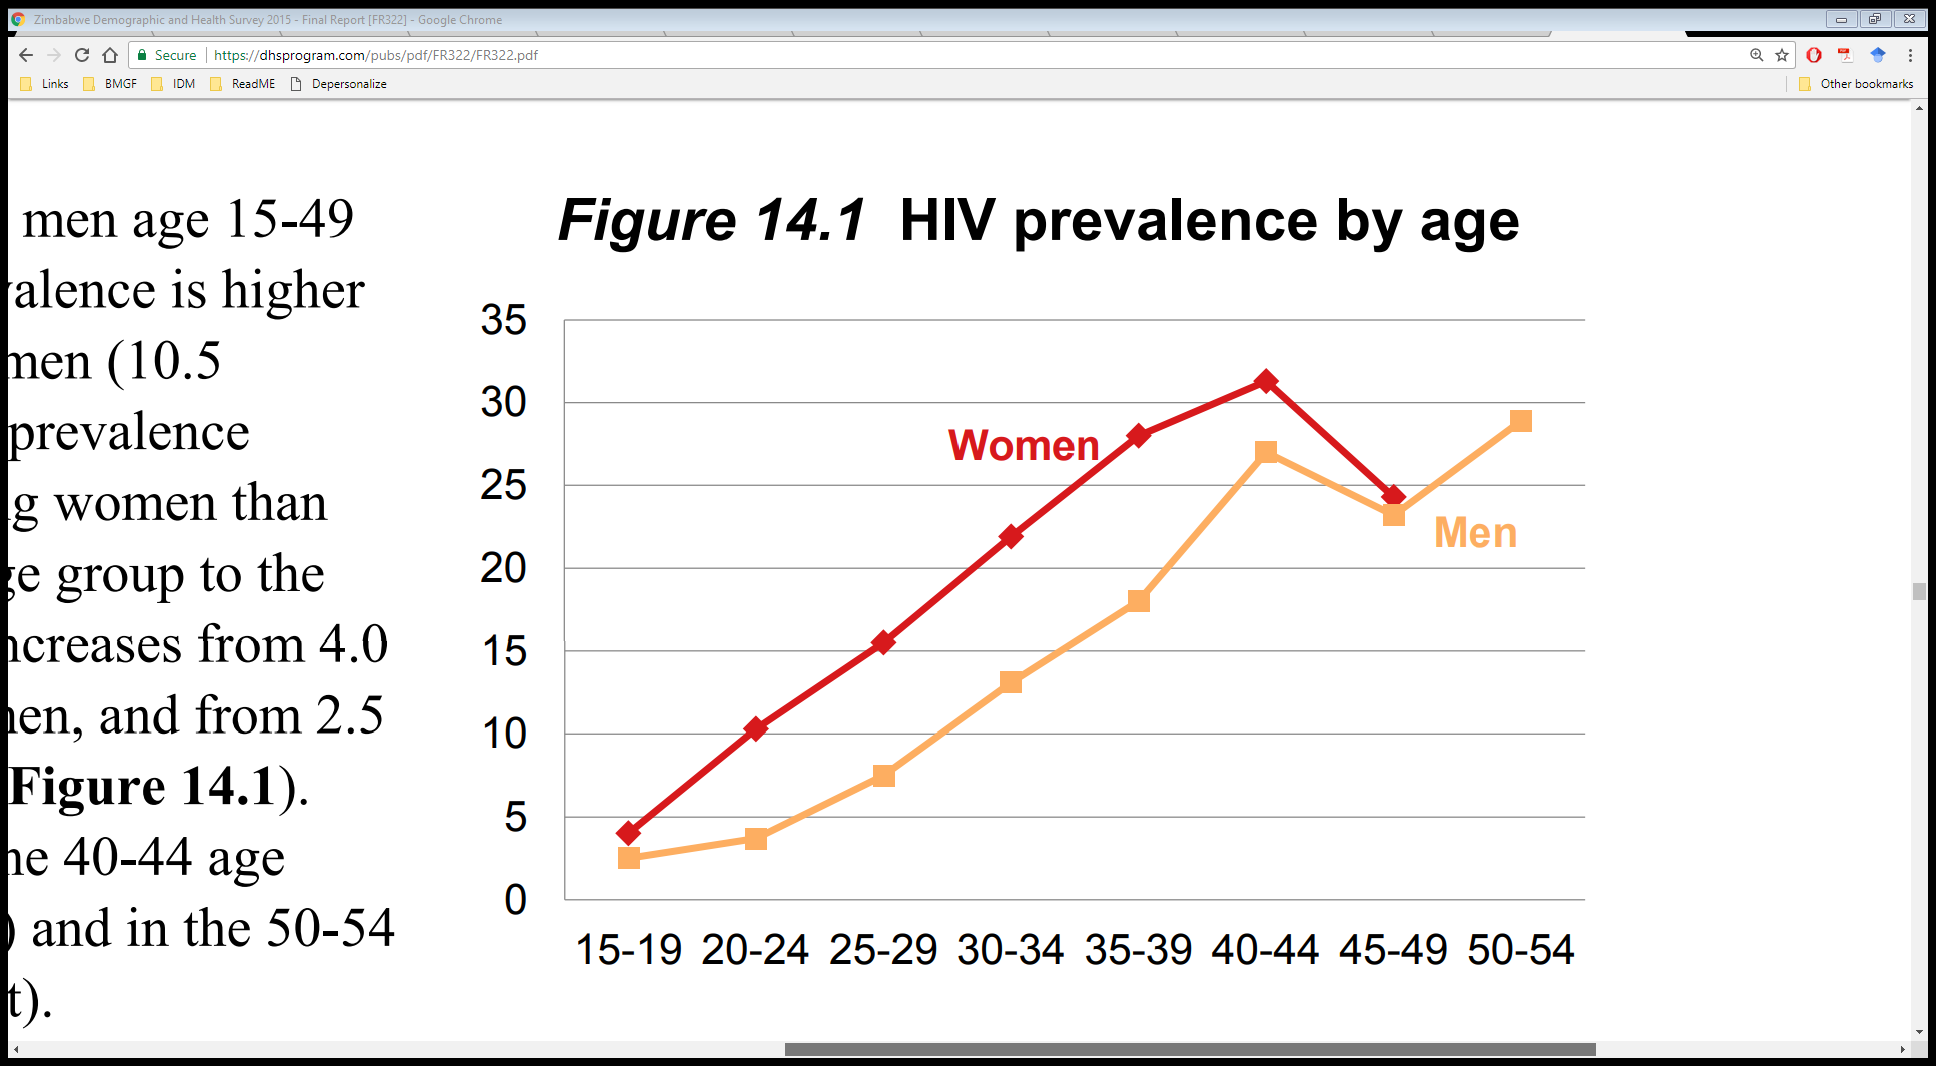 Zimbabwe Demographic and Health Survey 2015 - Final Report [FR322] - Google Chrome
Secure https://dhsprogram.com/pubs/pdf/FR322/FR322.pdf
Links BMGF IDM ReadME Depersonalize Other bookmarks
men age 15-49
valence is higher
men (10.5
prevalence
women than
group to the
ncreases from 4.0
and from 2.5
Figure 14.1).
40-44 age
) and in the 50-54
t).
Figure 14.1 HIV prevalence by age
35
30
25
20
15
10
5
0
Women
Men
15-19 20-24 25-29 30-34 35-39 40-44 45-49 50-54